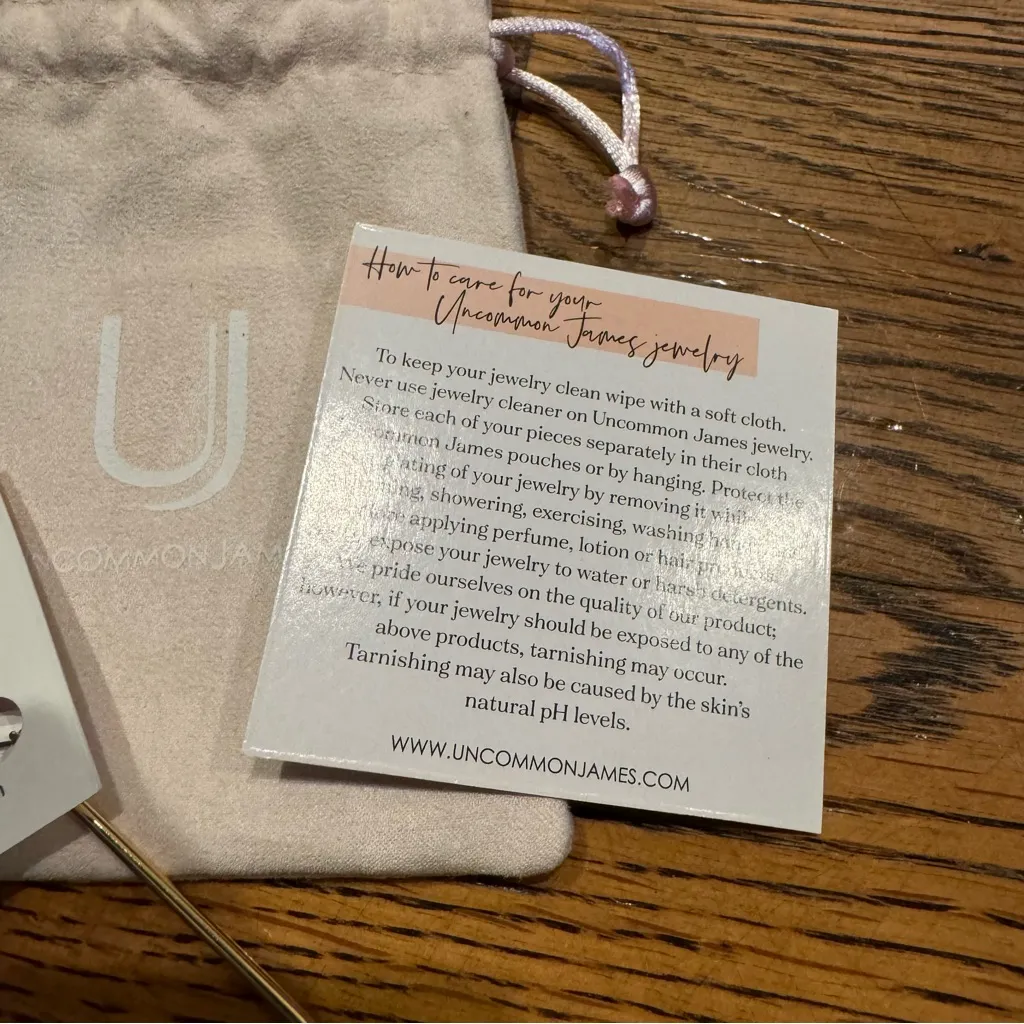 UJ
NCOMMON JAM
How to care for your
Uncommon James jewelry
To keep your jewelry clean wipe with a soft cloth.
Never use jewelry cleaner on Uncommon James jewelry.
Store each of your pieces separately in their cloth
ommon James pouches or by hanging. Protect the
of your jewelry by removing it
showering, exercising, washing
applying perfume, lotion or hair
expose your jewelry to water or harsh detergents.
We pride ourselves on the quality of our product;
however, if your jewelry should be exposed to any of the
above products, tarnishing may occur.
Tarnishing may also be caused by the skin's
natural pH levels.
WWW.UNCOMMONJAMES.COM